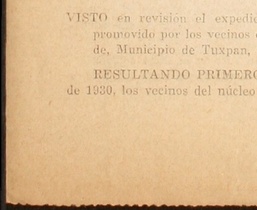 VISTO en revisión el expedie
promovido por los vecinos
de, Municipio de Tuxpan,
RESULTANDO PRIMERO
de 1930, los vecinos del núcleo